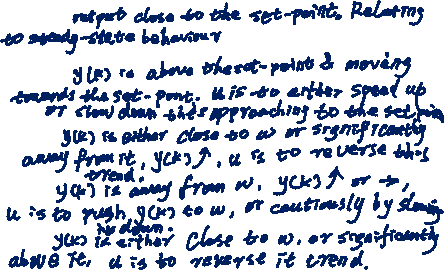 output close to the set-point. Relating
to steady-state behaviour
y(k) is above the set-point & moving
towards the set-point. u is to either speed up
or slow down this approaching to the set point
y(k) is either close to w or significantly
away from it, y(k)↑, u is to reverse this
trend.
y(k) is away from w, y(k)↑ or →,
u is to push y(k) to w, or cautiously by slowing
its down.
y(k) is either close to w, or significantly
above it, u is to reverse it trend.